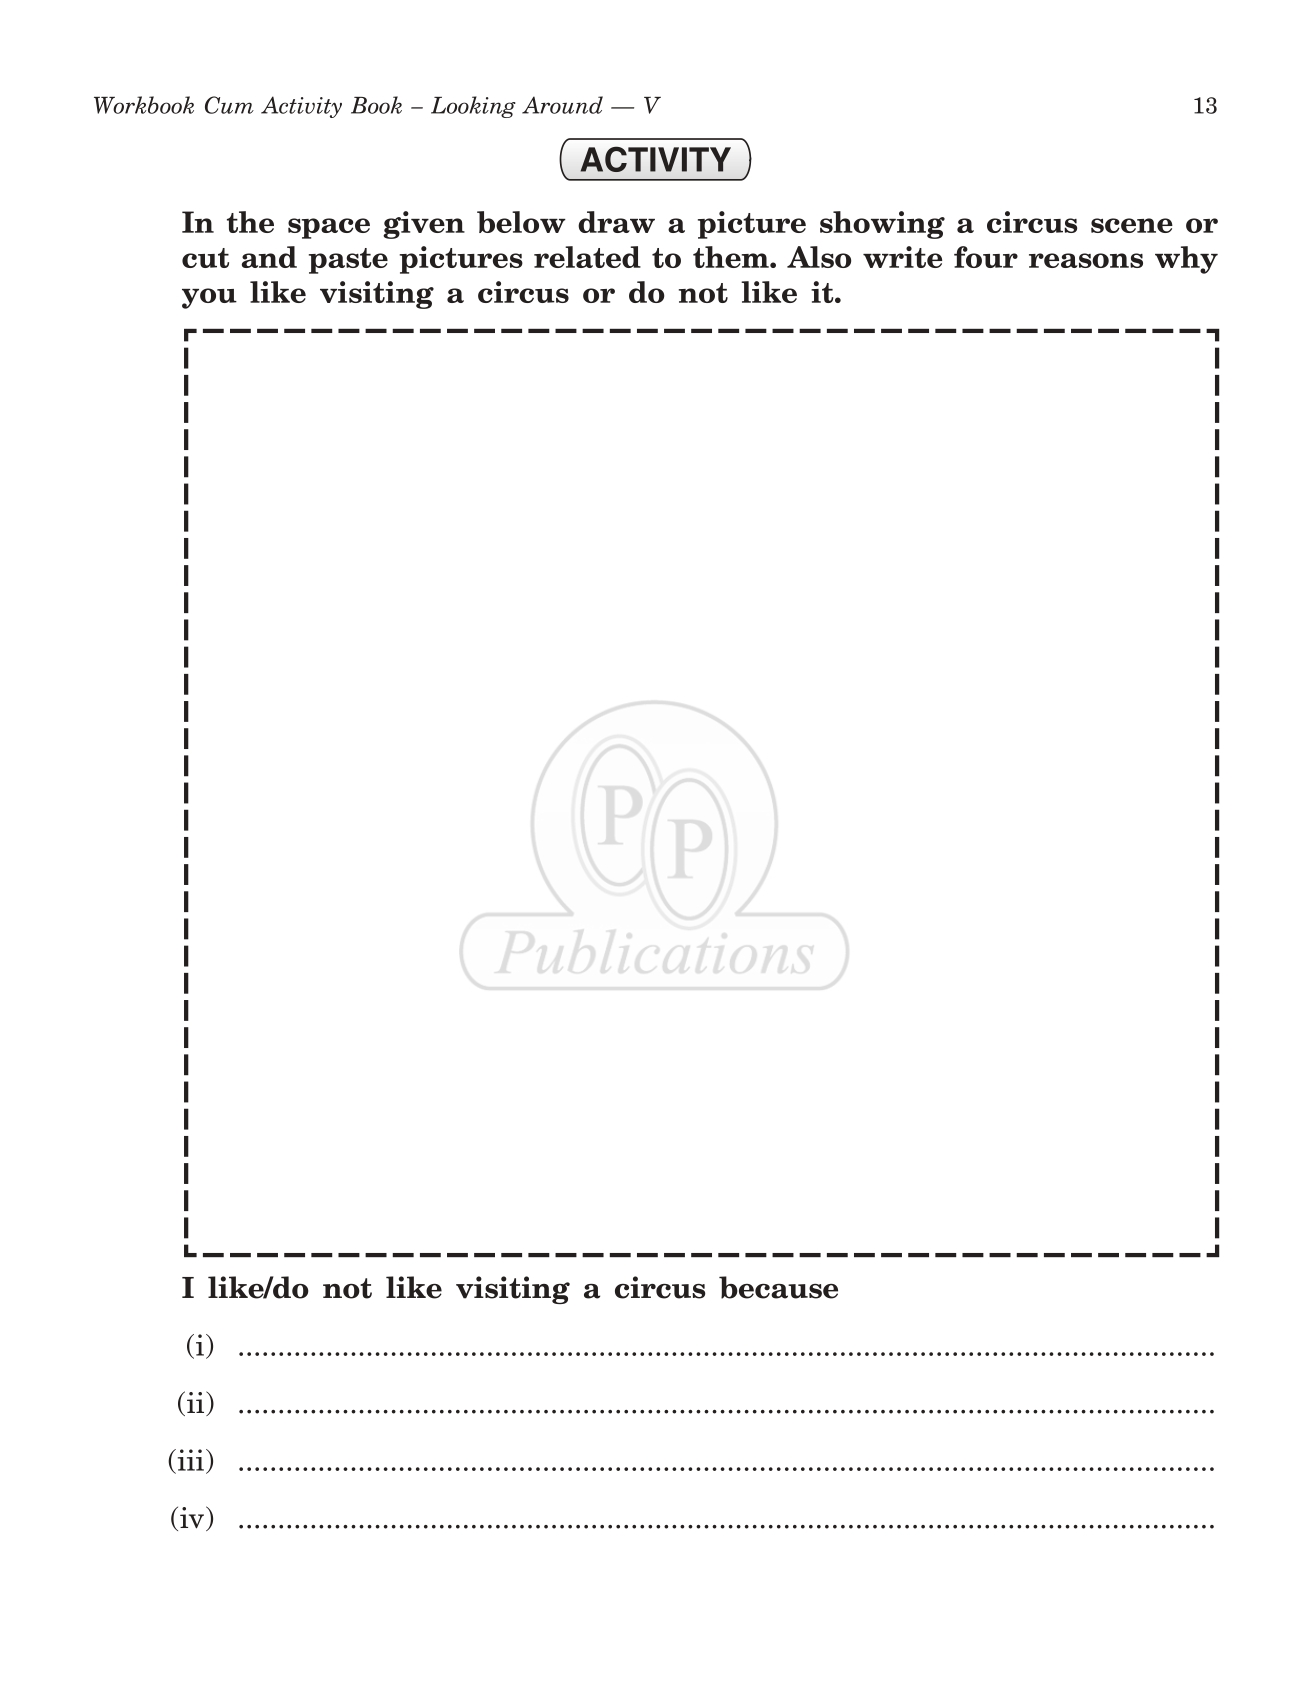 Workbook Cum Activity Book – Looking Around — V 13
ACTIVITY
In the space given below draw a picture showing a circus scene or
cut and paste pictures related to them. Also write four reasons why
you like visiting a circus or do not like it.
P P
Publications
I like/do not like visiting a circus because
(i) ..........................................................................................................................
(ii) ..........................................................................................................................
(iii) ..........................................................................................................................
(iv) ..........................................................................................................................